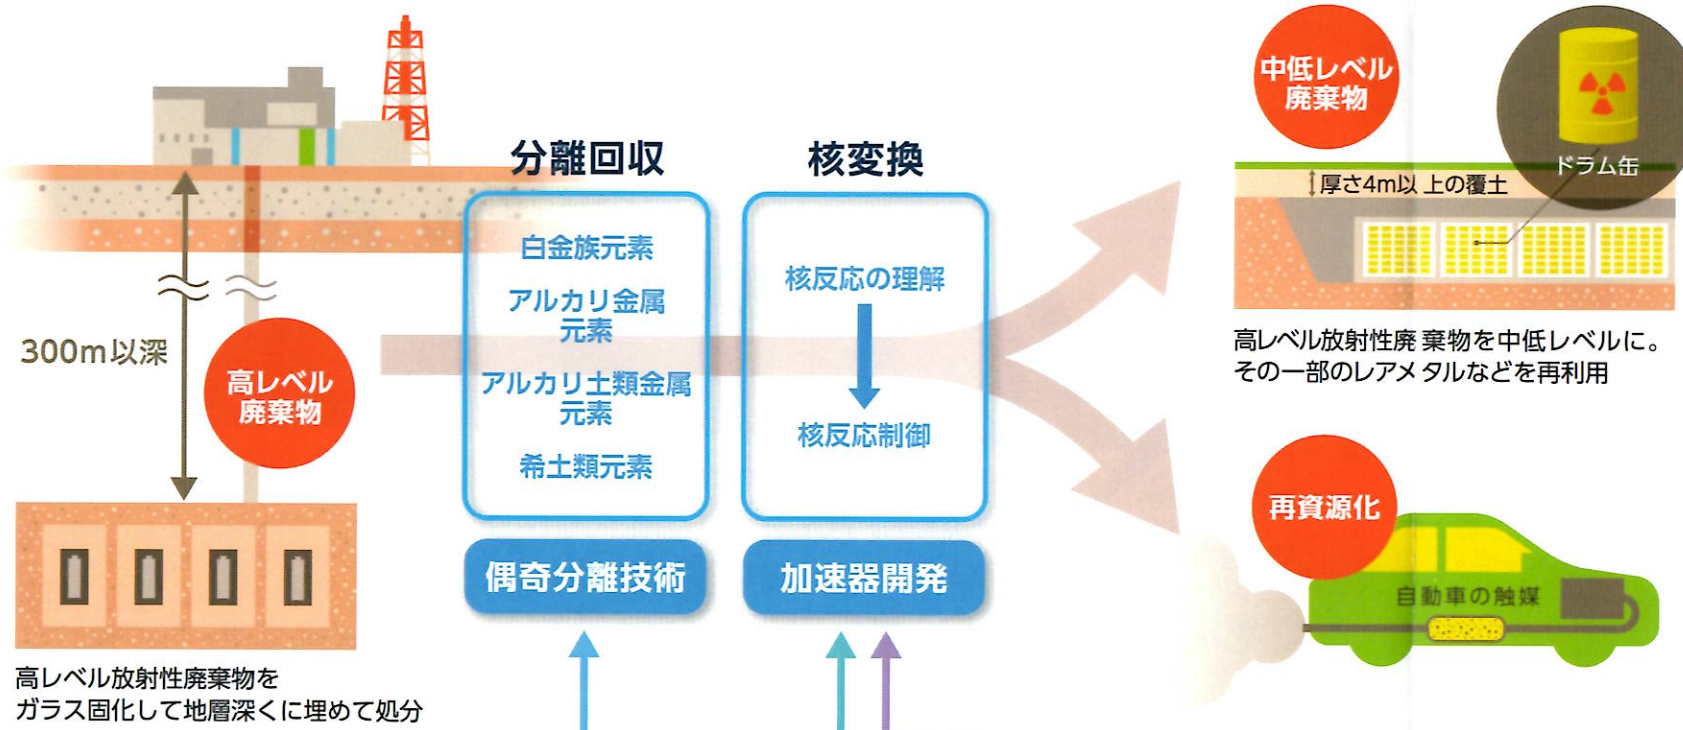 300m以深
高レベル
廃棄物
高レベル放射性廃棄物を
ガラス固化して地層深くに埋めて処分
分離回収
白金族元素
アルカリ金属
元素
アルカリ土類金属
元素
希土類元素
偶奇分離技術
核変換
核反応の理解
核反応制御
加速器開発
中低レベル
廃棄物
ドラム缶
厚さ4m以上の覆土
高レベル放射性廃棄物を中低レベルに。
その一部のレアメタルなどを再利用
再資源化
自動車の触媒